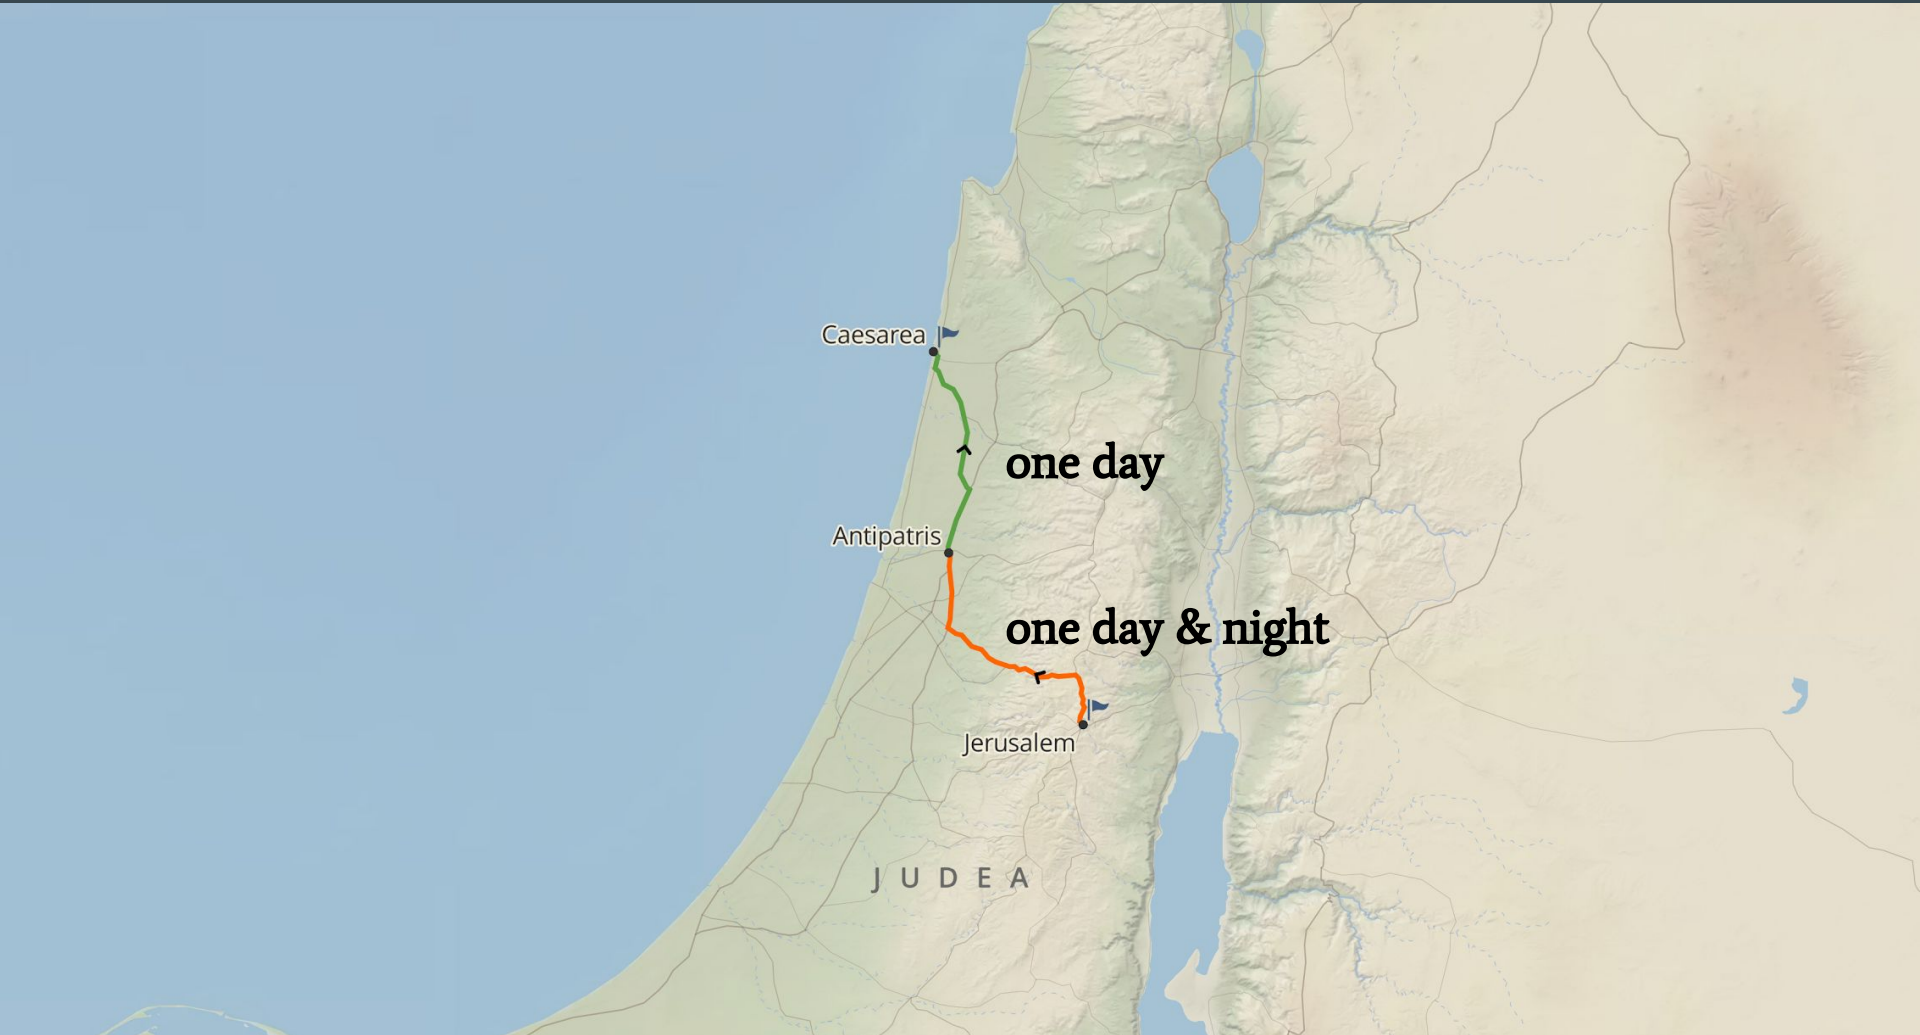 Caesarea
one day
Antipatris
one day & night
Jerusalem
JUDEA